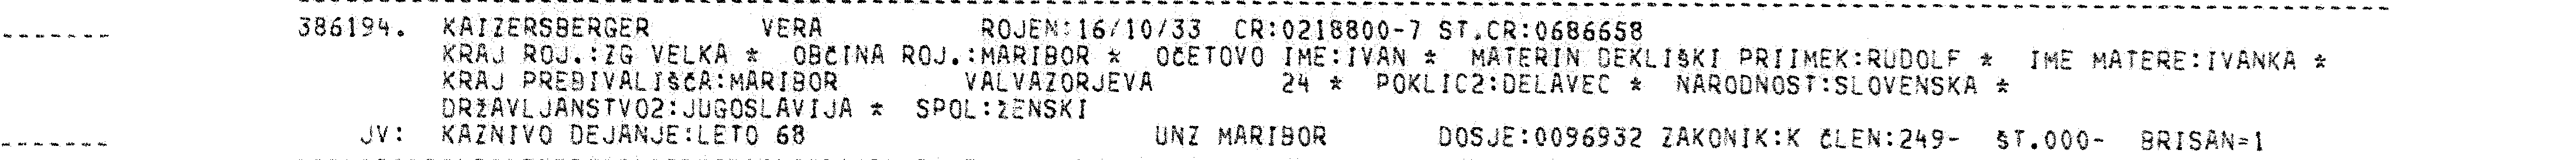 386194. KAIZERSBERGER VERA ROJEN:16/10/33 CR:0218800-7 ST.CR:0686658
KRAJ ROJ.:ZG VELKA * OBČINA ROJ.:MARIBOR * OČETOVO IME:IVAN * MATERIN DEKLIŠKI PRIIMEK:RUDOLF * IME MATERE:IVANKA *
KRAJ PREBIVALIŠČA:MARIBOR VALVAZORJEVA 24 * POKLIC2:DELAVEC * NARODNOST:SLOVENSKA *
DRŽAVLJANSTVO2:JUGOSLAVIJA * SPOL:ŽENSKI
JV: KAZNIVO DEJANJE:LETO 68 UNZ MARIBOR DOSJE:0096932 ZAKONIK:K ČLEN:249- ŠT.000- BRISAN=1